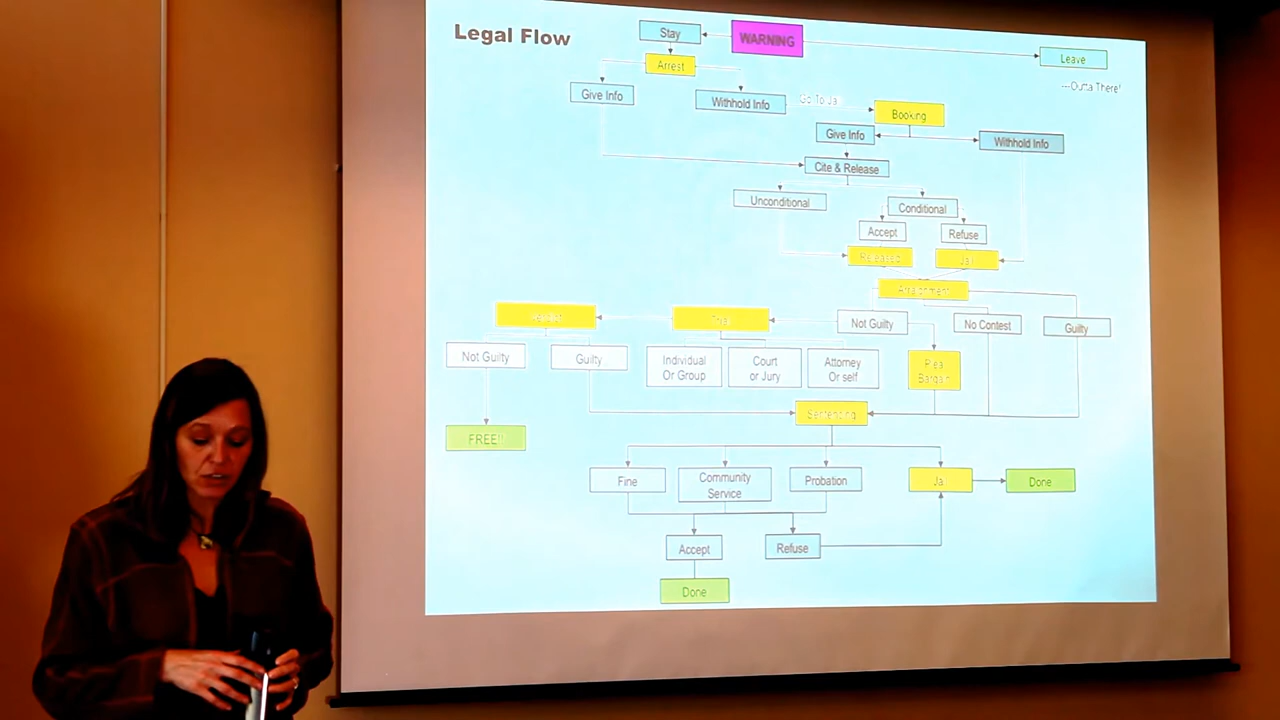 Legal Flow
Stay
WARNING
Leave
---Outta There!
Arrest
Give Info
Withhold Info
Go To Jail
Booking
Give Info
Withhold Info
Cite & Release
Unconditional
Conditional
Accept
Refuse
Released
Jail
Arraignment
Verdict
Trial
Not Guilty
No Contest
Guilty
Not Guilty
Guilty
Individual
Or Group
Court
or Jury
Attorney
Or self
Plea
Bargain
Sentencing
FREE!!
Fine
Community
Service
Probation
Jail
Done
Accept
Refuse
Done